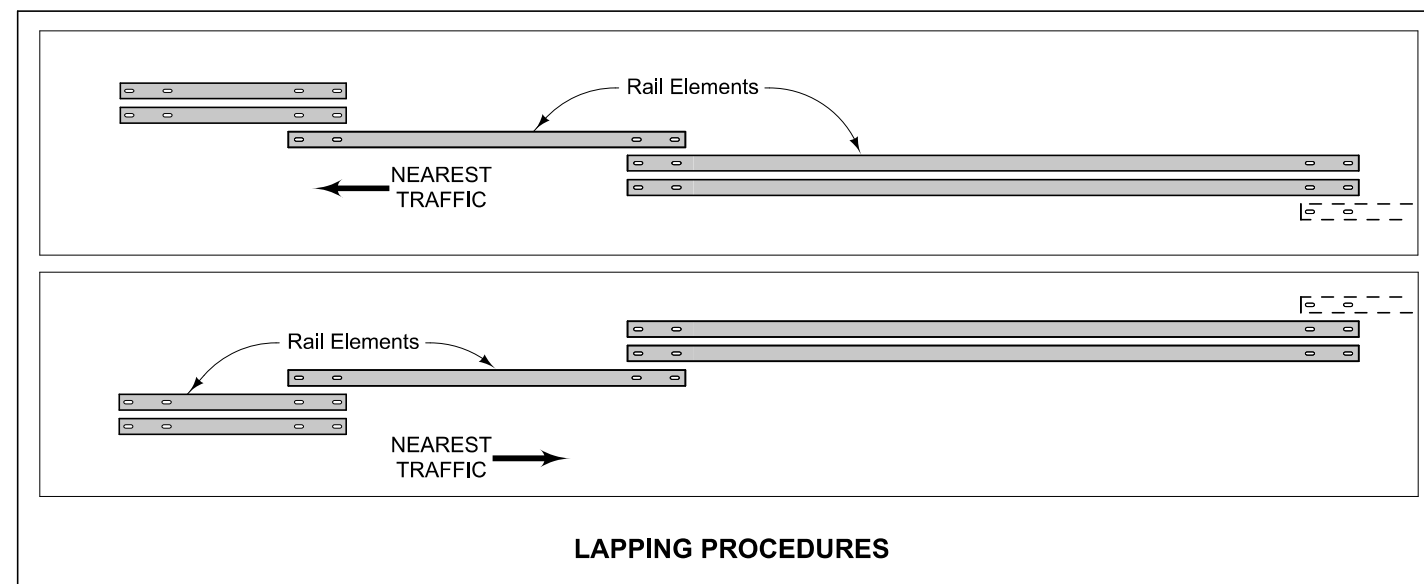 Rail Elements
NEAREST
TRAFFIC
Rail Elements
NEAREST
TRAFFIC
LAPPING PROCEDURES